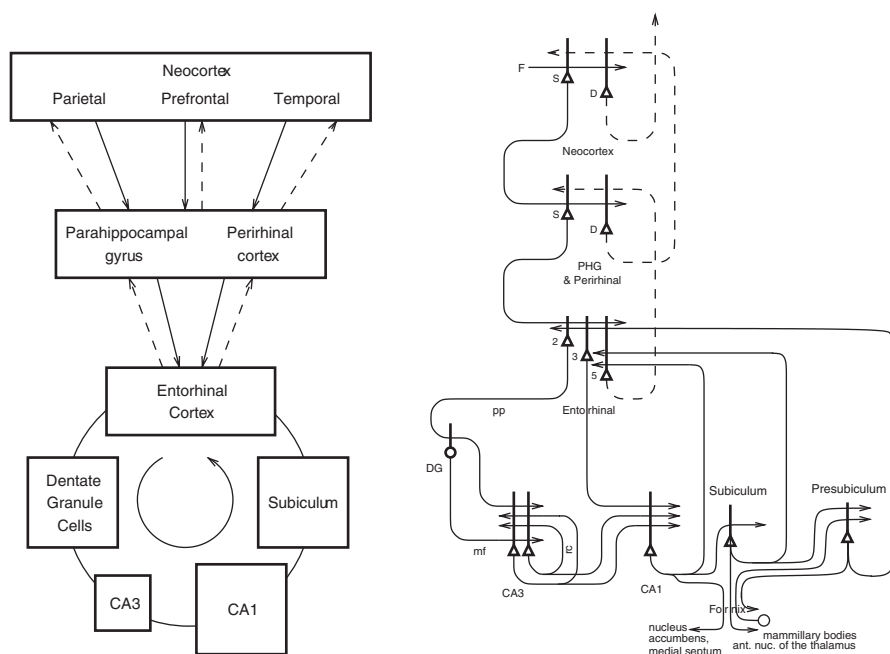 Neocortex
Parietal Prefrontal Temporal
Parahippocampal
gyrus
Perirhinal
cortex
Entorhinal
Cortex
Dentate
Granule
Cells
Subiculum
CA3
CA1
F
S
D
Neocortex
S
D
PHG
& Perirhinal
2
3
5
pp
Entorhinal
DG
mf
rc
CA3
CA1
Subiculum
Presubiculum
Fornix
nucleus
accumbens,
medial septum
mammillary bodies
ant. nuc. of the thalamus